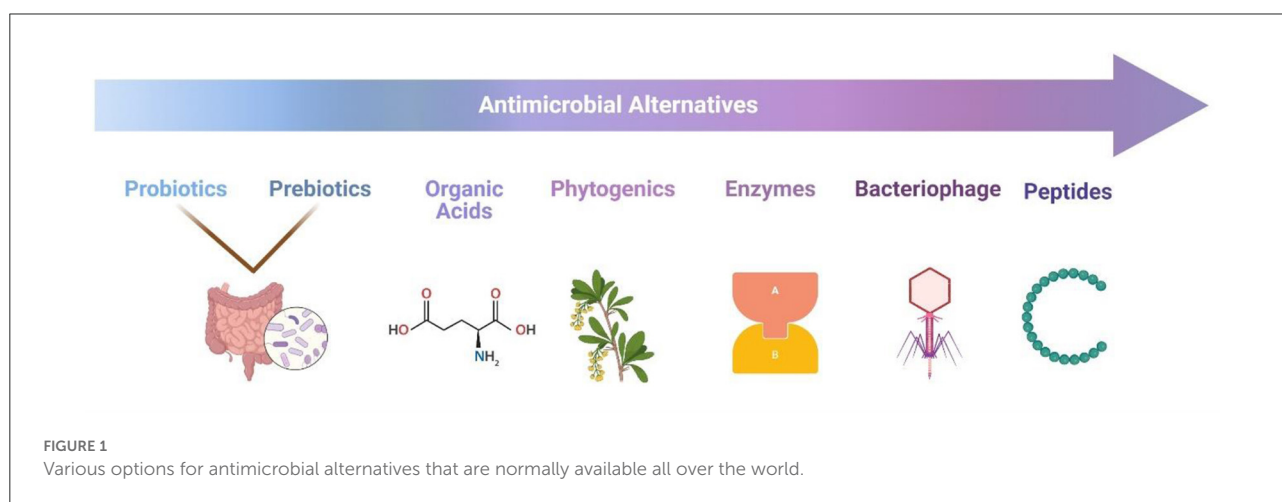 Antimicrobial Alternatives
Probiotics
Prebiotics
Organic
Acids
Phytogenics
Enzymes
Bacteriophage
Peptides
O
O
HO
OH
NH₂
A
B
FIGURE 1
Various options for antimicrobial alternatives that are normally available all over the world.